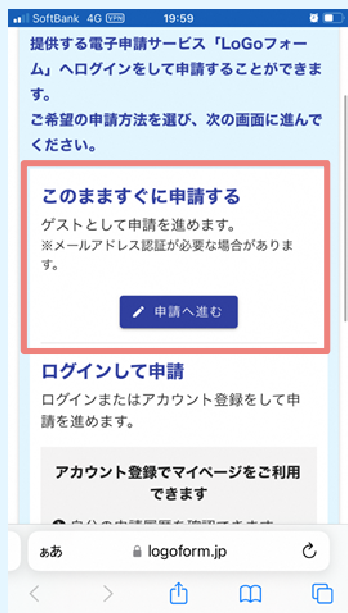 SoftBank 4G VPN 19:59
提供する電子申請サービス「LoGoフォー
ム」へログインをして申請することができま
す。
ご希望の申請方法を選び、次の画面に進んで
ください。
このまますぐに申請する
ゲストとして申請を進めます。
※メールアドレス認証が必要な場合がありま
す。
申請へ進む
ログインして申請
ログインまたはアカウント登録をして申
請を進めます。
アカウント登録でマイページをご利用
できます
ぁあ logoform.jp